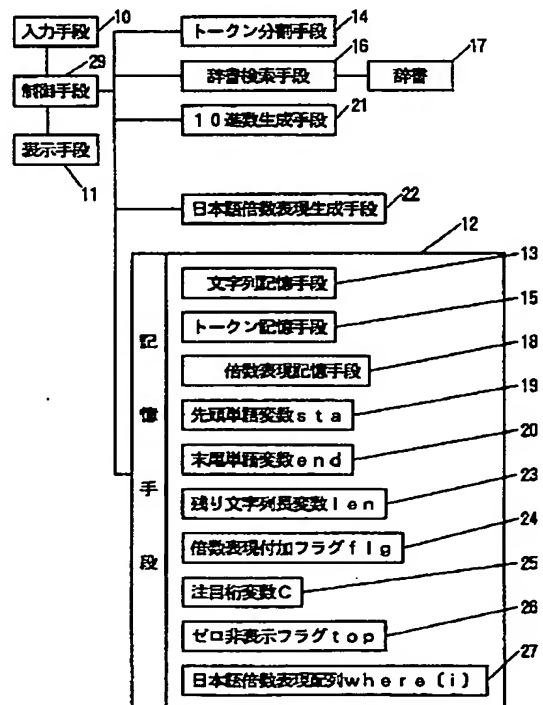 入力手段 10
制御手段 29
表示手段 11
トークン分割手段 14
辞書検索手段 16
辞書 17
10進数生成手段 21
日本語倍数表現生成手段 22
記憶手段 12
文字列記憶手段 13
トークン記憶手段 15
倍数表現記憶手段 18
先頭単語変数sta 19
末尾単語変数end 20
残り文字列長変数len 23
倍数表現付加フラグflg 24
注目桁変数C 25
ゼロ非表示フラグtop 26
日本語倍数表現配列where(i) 27